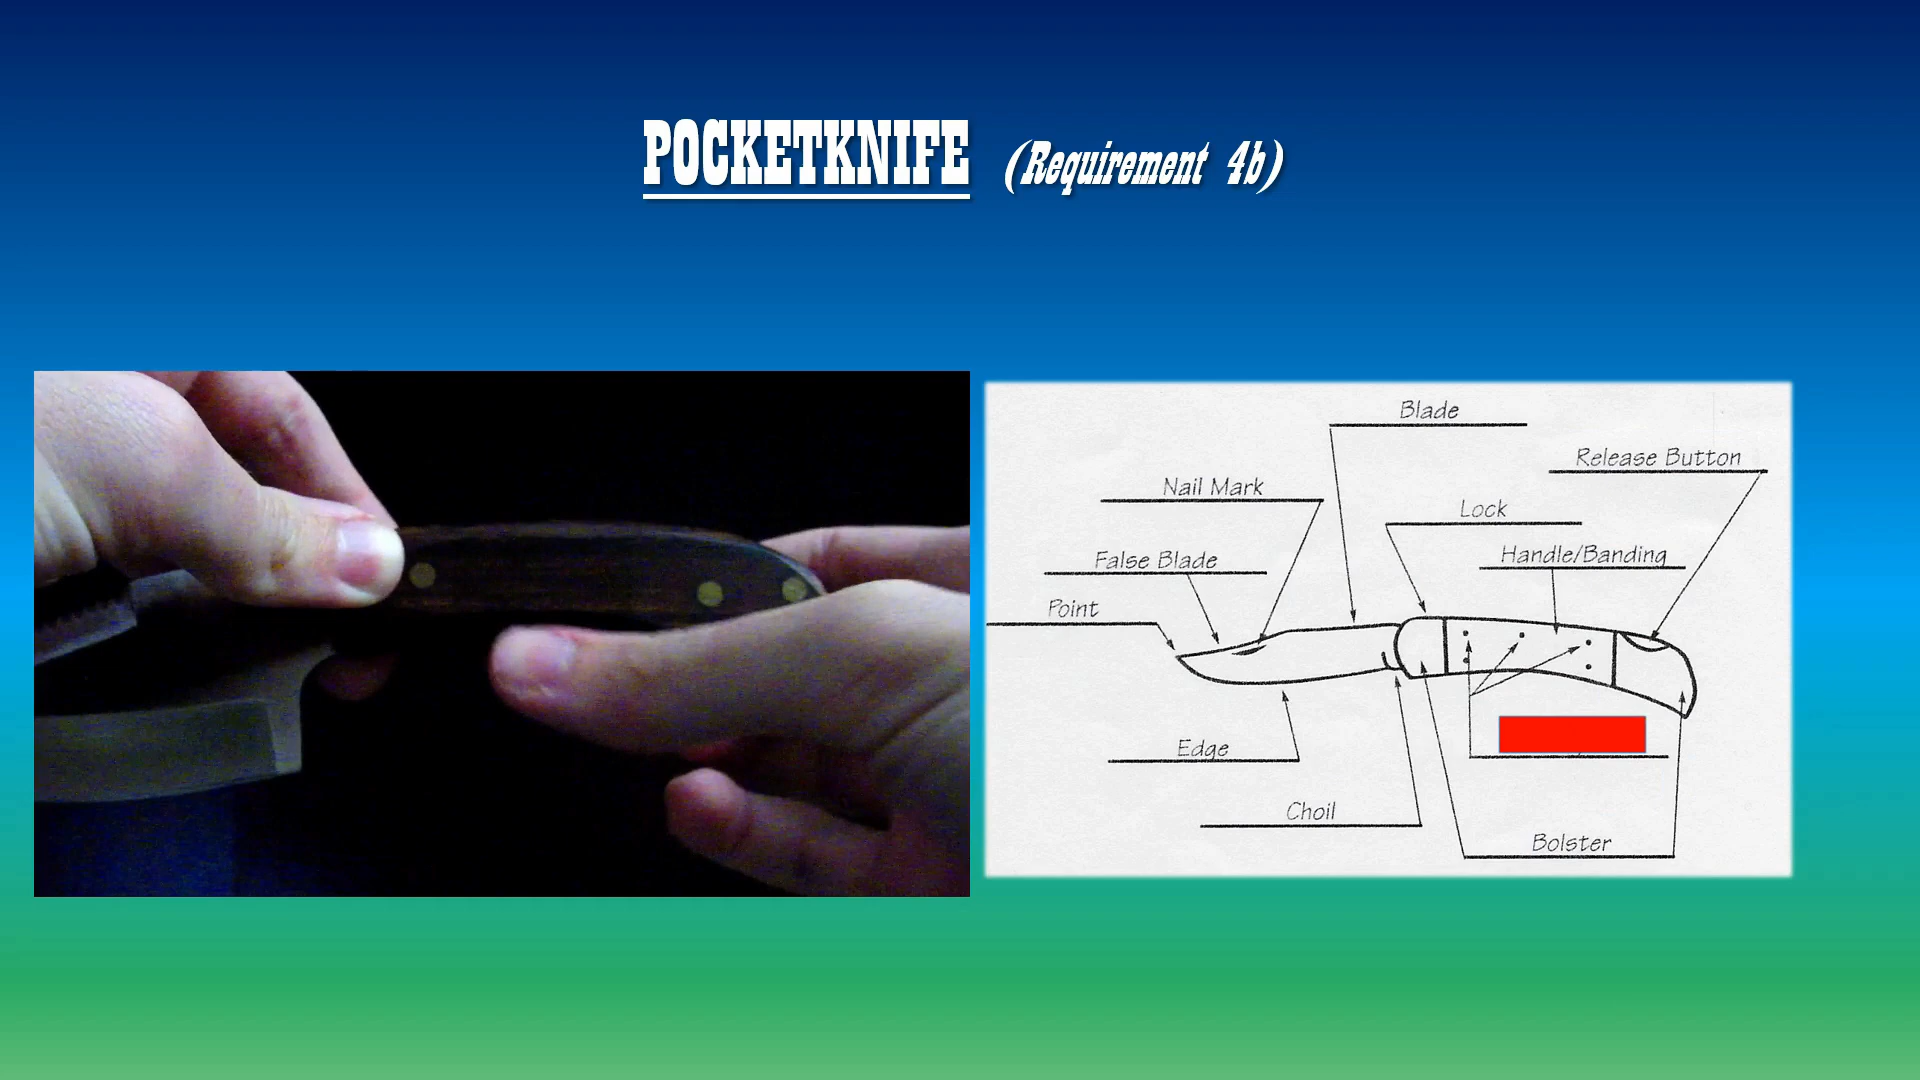 POCKETKNIFE (Requirement 4b)
Blade
Release Button
Nail Mark
Lock
Handle/Banding
False Blade
Point
Edge
Choil
Bolster